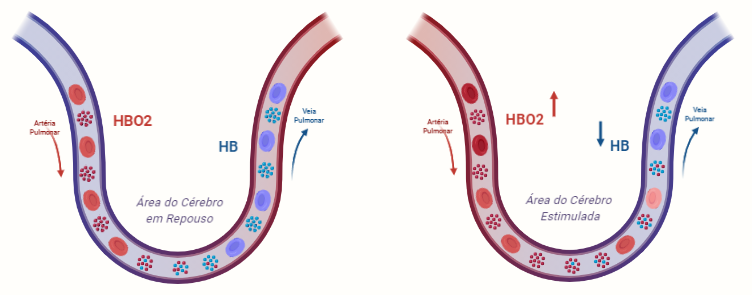 Artéria
Pulmonar
HBO2
HB
Veia
Pulmonar
Área do Cérebro
em Repouso
Artéria
Pulmonar
HBO2
HB
Veia
Pulmonar
Área do Cérebro
Estimulada